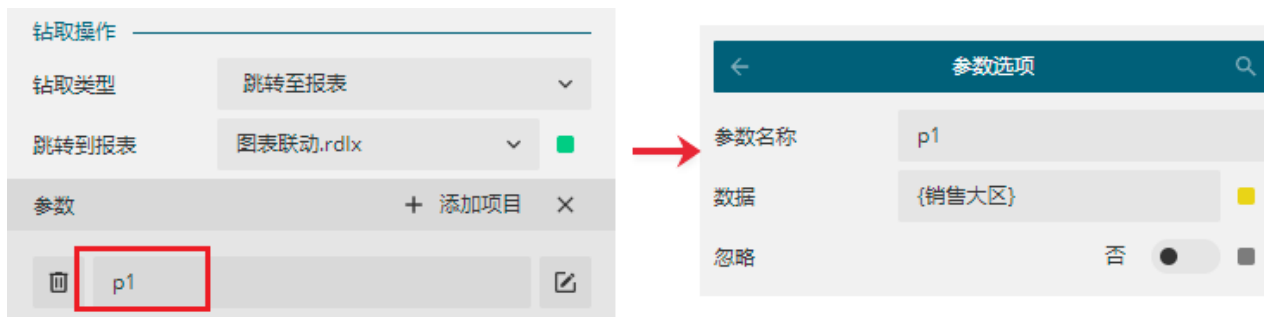 钻取操作
钻取类型 跳转至报表
跳转到报表 图表联动.rdlx
参数 + 添加项目 ×
p1
参数选项
参数名称 p1
数据 {销售大区}
忽略 否